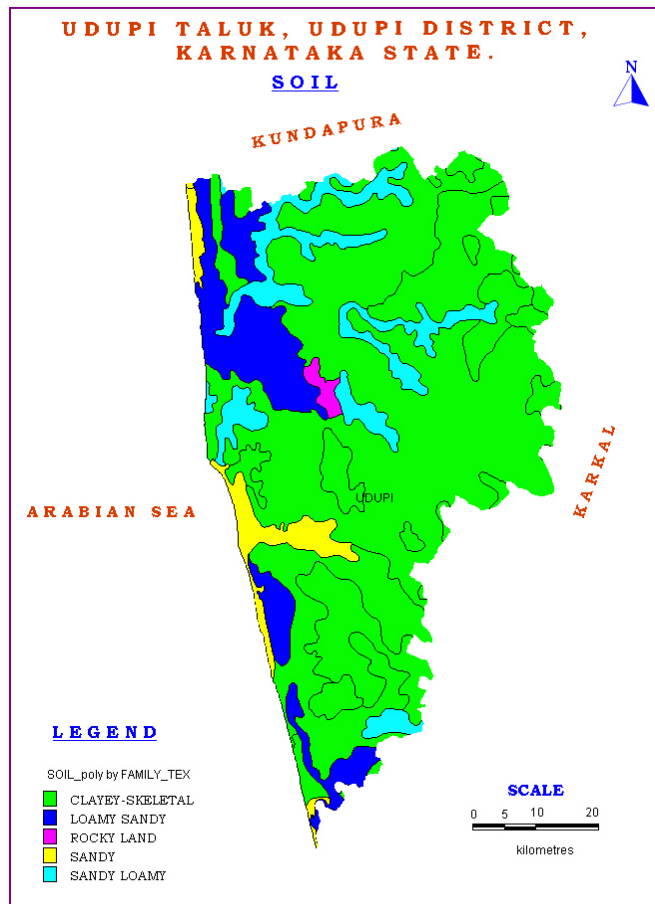 UDUPI TALUK, UDUPI DISTRICT,
KARNATAKA STATE.
SOIL
N
KUNDAPURA
KARKAL
UDUPI
ARABIAN SEA
LEGEND
SOIL_poly by FAMILY_TEX
CLAYEY-SKELETAL
LOAMY SANDY
ROCKY LAND
SANDY
SANDY LOAMY
SCALE
0 5 10 20
kilometres